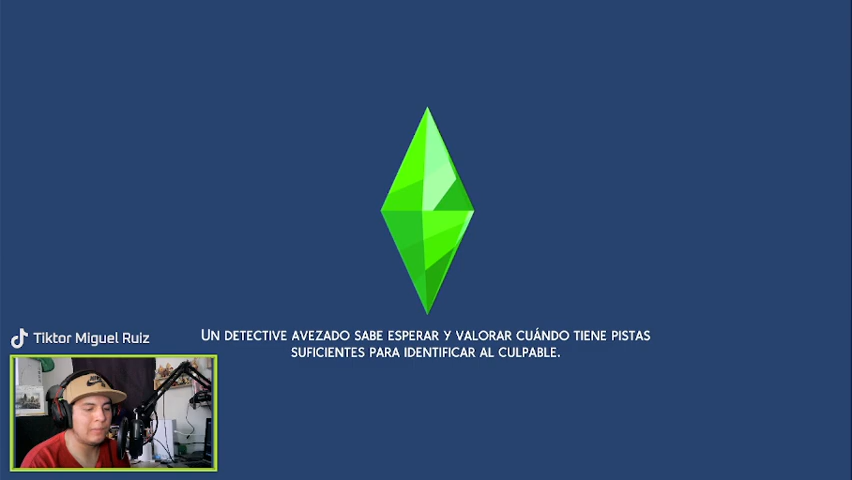 Tiktor Miguel Ruiz
UN DETECTIVE AVEZADO SABE ESPERAR Y VALORAR CUÁNDO TIENE PISTAS
SUFICIENTES PARA IDENTIFICAR AL CULPABLE.